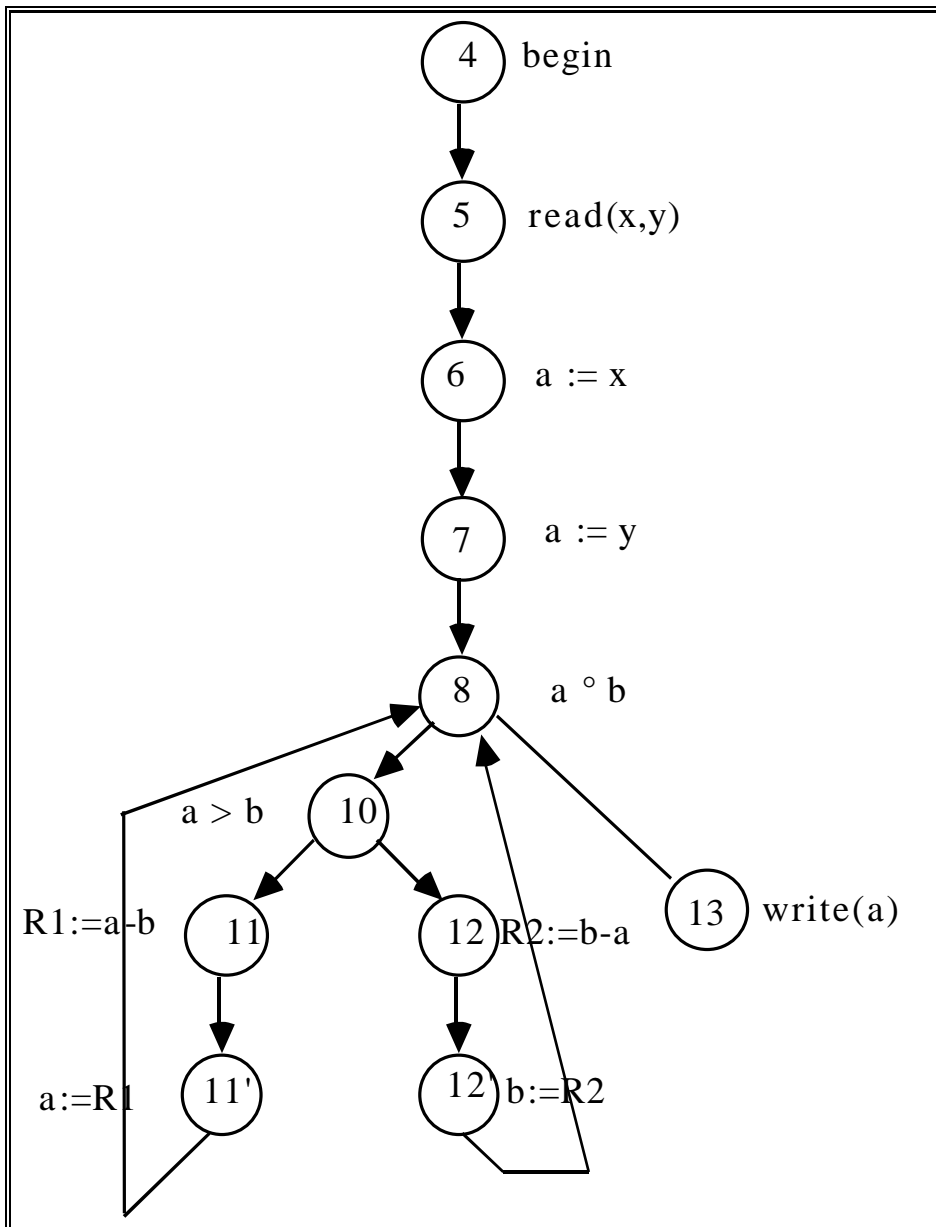 4 begin
5 read(x,y)
6 a := x
7 a := y
8 a ° b
a > b 10
R1:=a-b 11 12 R2:=b-a 13 write(a)
a:=R1 11' 12' b:=R2